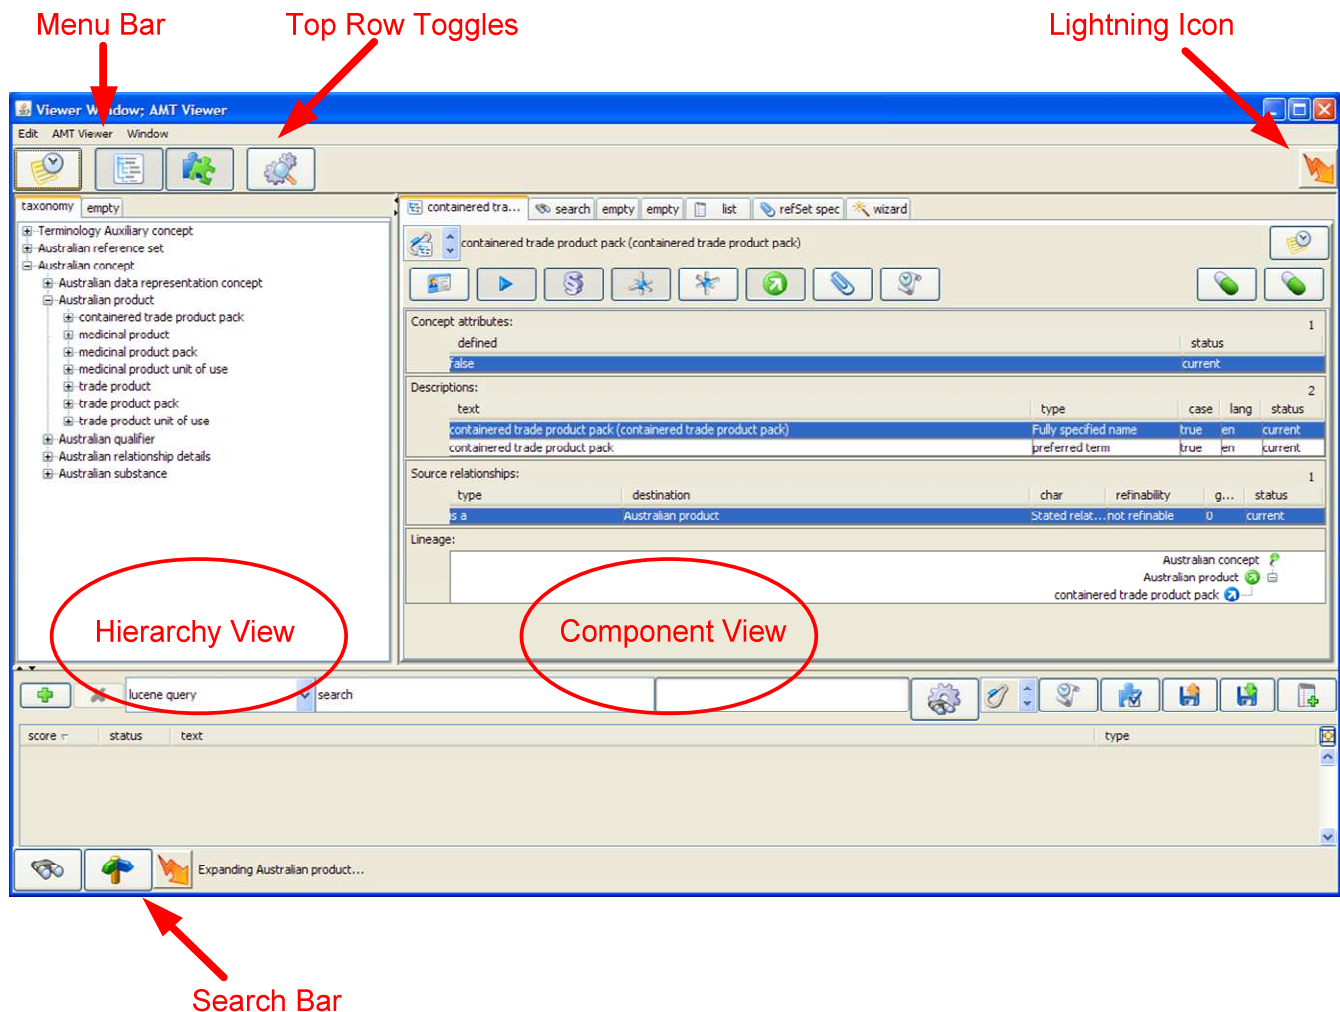 Menu Bar
Top Row Toggles
Lightning Icon
Viewer Window; AMT Viewer
Edit AMT Viewer Window
taxonomy empty
Terminology Auxiliary concept
Australian reference set
Australian concept
Australian data representation concept
Australian product
containered trade product pack
medicinal product
medicinal product pack
medicinal product unit of use
trade product
trade product pack
trade product unit of use
Australian qualifier
Australian relationship details
Australian substance
Hierarchy View
containered tra... search empty empty list refSet spec wizard
containered trade product pack (containered trade product pack)
Concept attributes: 1
defined status
false current
Descriptions: 2
text type case lang status
containered trade product pack (containered trade product pack) Fully specified name true en current
containered trade product pack preferred term true en current
Source relationships: 1
type destination char refinability g... status
is a Australian product Stated relat... not refinable 0 current
Lineage:
Australian concept
Australian product
containered trade product pack
Component View
lucene query search
score status text type
Expanding Australian product...
Search Bar